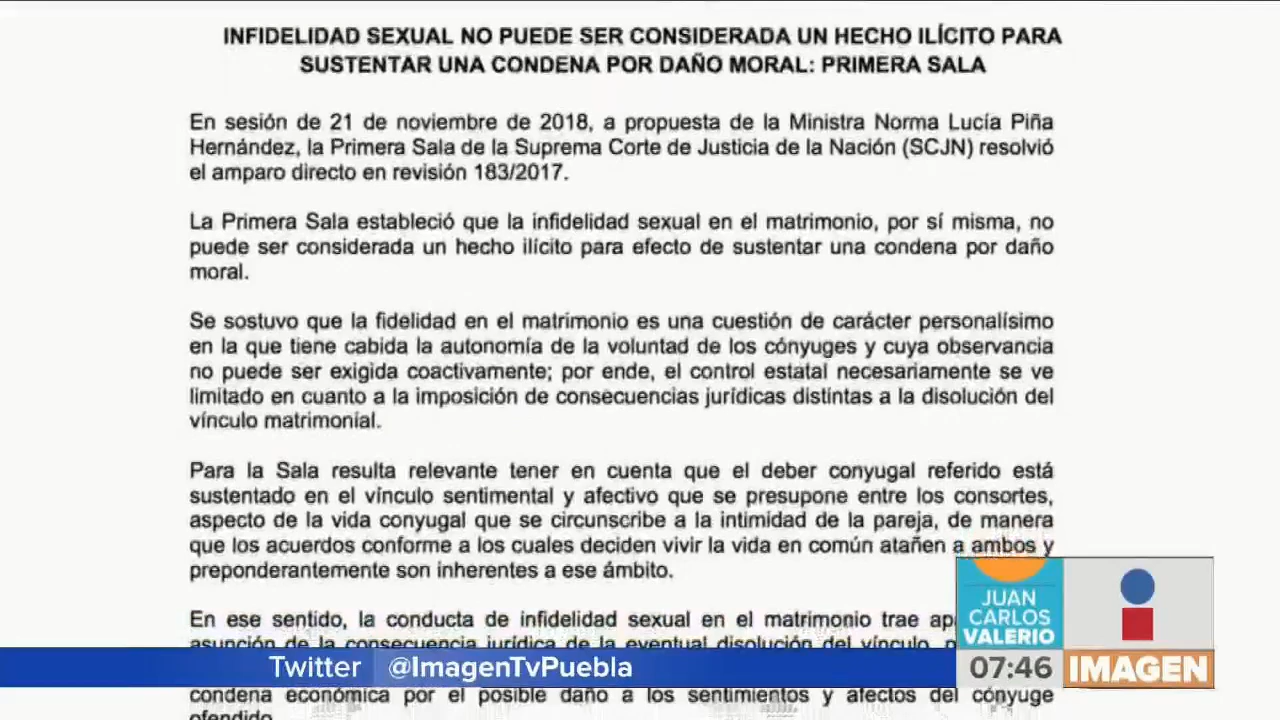 INFIDELIDAD SEXUAL NO PUEDE SER CONSIDERADA UN HECHO ILÍCITO PARA
SUSTENTAR UNA CONDENA POR DAÑO MORAL: PRIMERA SALA
En sesión de 21 de noviembre de 2018, a propuesta de la Ministra Norma Lucía Piña
Hernández, la Primera Sala de la Suprema Corte de Justicia de la Nación (SCJN) resolvió
el amparo directo en revisión 183/2017.
La Primera Sala estableció que la infidelidad sexual en el matrimonio, por sí misma, no
puede ser considerada un hecho ilícito para efecto de sustentar una condena por daño
moral.
Se sostuvo que la fidelidad en el matrimonio es una cuestión de carácter personalísimo
en la que tiene cabida la autonomía de la voluntad de los cónyuges y cuya observancia
no puede ser exigida coactivamente; por ende, el control estatal necesariamente se ve
limitado en cuanto a la imposición de consecuencias jurídicas distintas a la disolución del
vínculo matrimonial.
Para la Sala resulta relevante tener en cuenta que el deber conyugal referido está
sustentado en el vínculo sentimental y afectivo que se presupone entre los consortes,
aspecto de la vida conyugal que se circunscribe a la intimidad de la pareja, de manera
que los acuerdos conforme a los cuales deciden vivir la vida en común atañen a ambos y
preponderantemente son inherentes a ese ámbito.
En ese sentido, la conducta de infidelidad sexual en el matrimonio trae
asunción de la consecuencia jurídica de la eventual disolución del vínculo,
condena económica por el posible daño a los sentimientos y afectos del cónyuge
ofendido
Twitter @ImagenTvPuebla
JUAN
CARLOS
VALERIO
07:46 IMAGEN